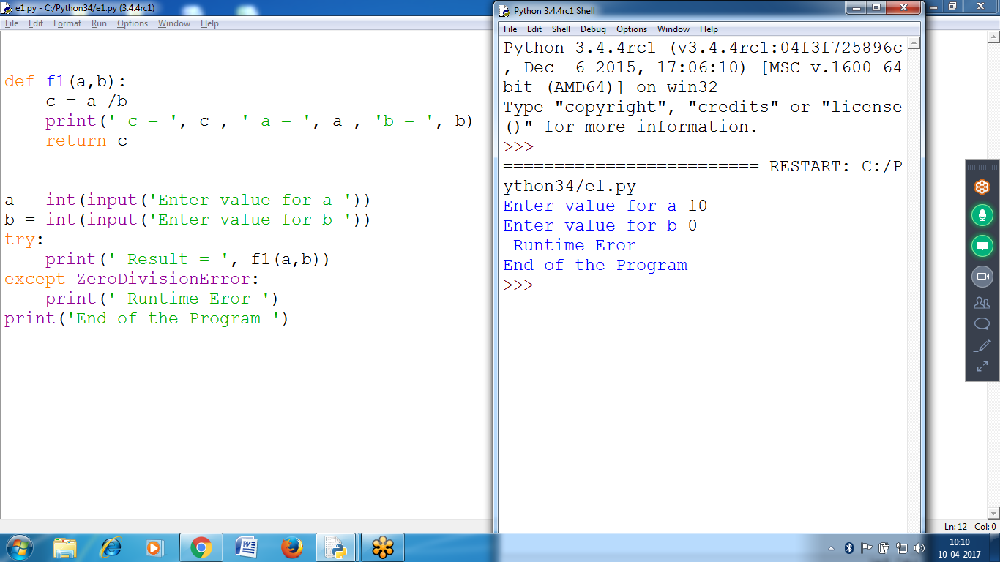 e1.py - C:/Python34/e1.py (3.4.4rc1)
File Edit Format Run Options Window Help
def f1(a,b):
    c = a /b
    print(' c = ', c , ' a = ', a , 'b = ', b)
    return c
a = int(input('Enter value for a '))
b = int(input('Enter value for b '))
try:
    print(' Result = ', f1(a,b))
except ZeroDivisionError:
    print(' Runtime Eror ')
print('End of the Program ')
Python 3.4.4rc1 Shell
File Edit Shell Debug Options Window Help
Python 3.4.4rc1 (v3.4.4rc1:04f3f725896c
, Dec  6 2015, 17:06:10) [MSC v.1600 64
bit (AMD64)] on win32
Type "copyright", "credits" or "license
()" for more information.
>>>
========================= RESTART: C:/P
ython34/e1.py =========================
Enter value for a 10
Enter value for b 0
 Runtime Eror
End of the Program
>>>
Ln: 12 Col: 0
10:10
10-04-2017